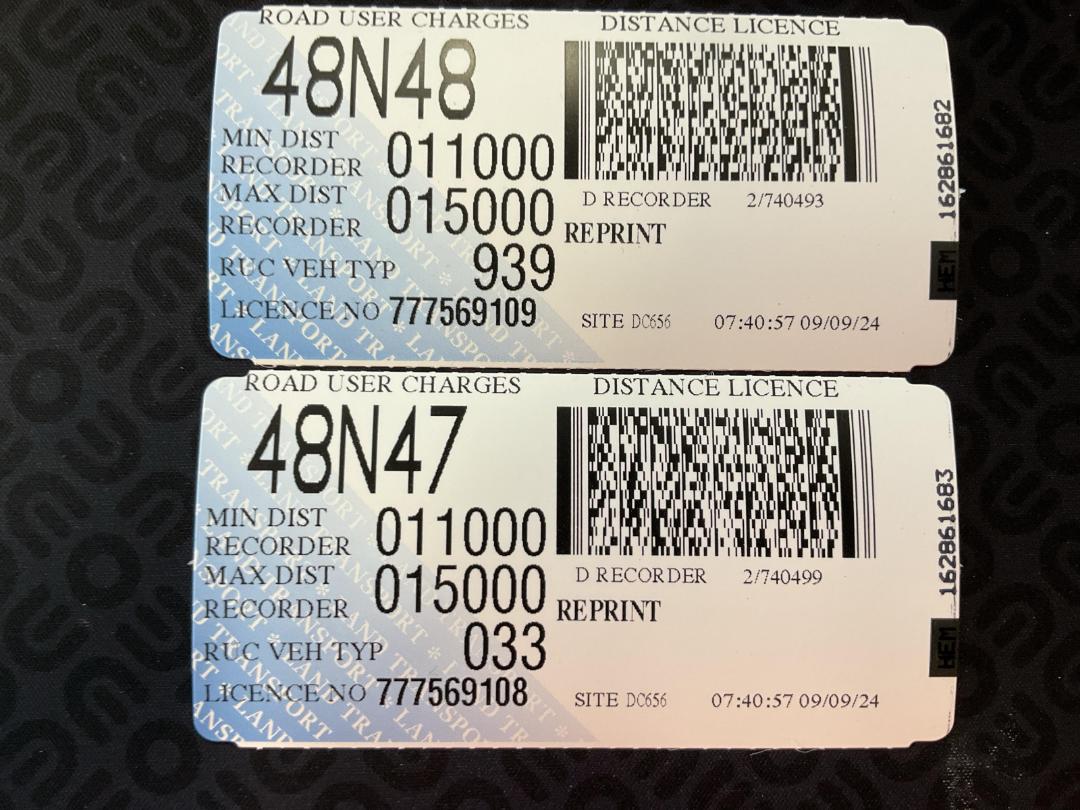 ROAD USER CHARGES DISTANCE LICENCE
48N48
MIN DIST
RECORDER 011000
MAX DIST
RECORDER 015000
RUC VEH TYP 939
LICENCE NO 777569109
D RECORDER 2/740493
REPRINT
SITE DC656 07:40:57 09/09/24
1628616​82
HEM
ROAD USER CHARGES DISTANCE LICENCE
48N47
MIN DIST
RECORDER 011000
MAX DIST
RECORDER 015000
RUC VEH TYP 033
LICENCE NO 777569108
D RECORDER 2/740499
REPRINT
SITE DC656 07:40:57 09/09/24
162861683
HEM